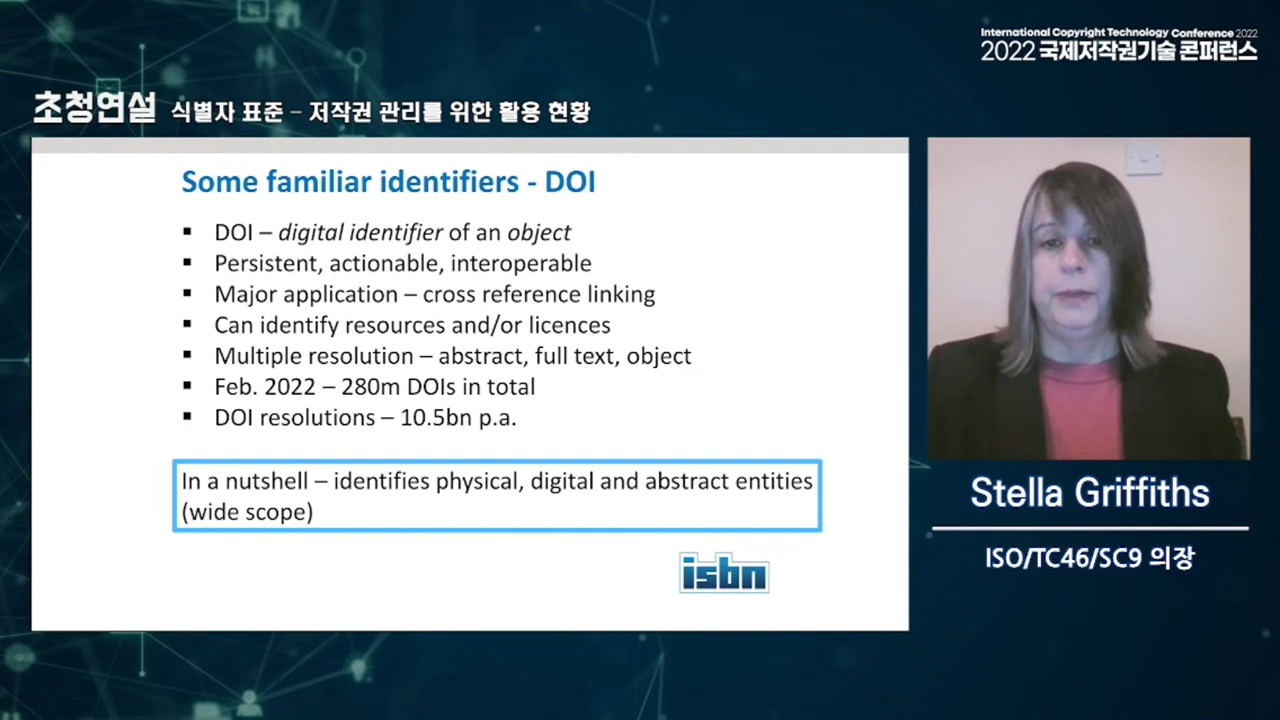 International Copyright Technology Conference 2022
2022 국제저작권기술 콘퍼런스
초청연설 식별자 표준 – 저작권 관리를 위한 활용 현황
Some familiar identifiers - DOI
▪ DOI – digital identifier of an object
▪ Persistent, actionable, interoperable
▪ Major application – cross reference linking
▪ Can identify resources and/or licences
▪ Multiple resolution – abstract, full text, object
▪ Feb. 2022 – 280m DOIs in total
▪ DOI resolutions – 10.5bn p.a.
In a nutshell – identifies physical, digital and abstract entities
(wide scope)
isbn
Stella Griffiths
ISO/TC46/SC9 의장